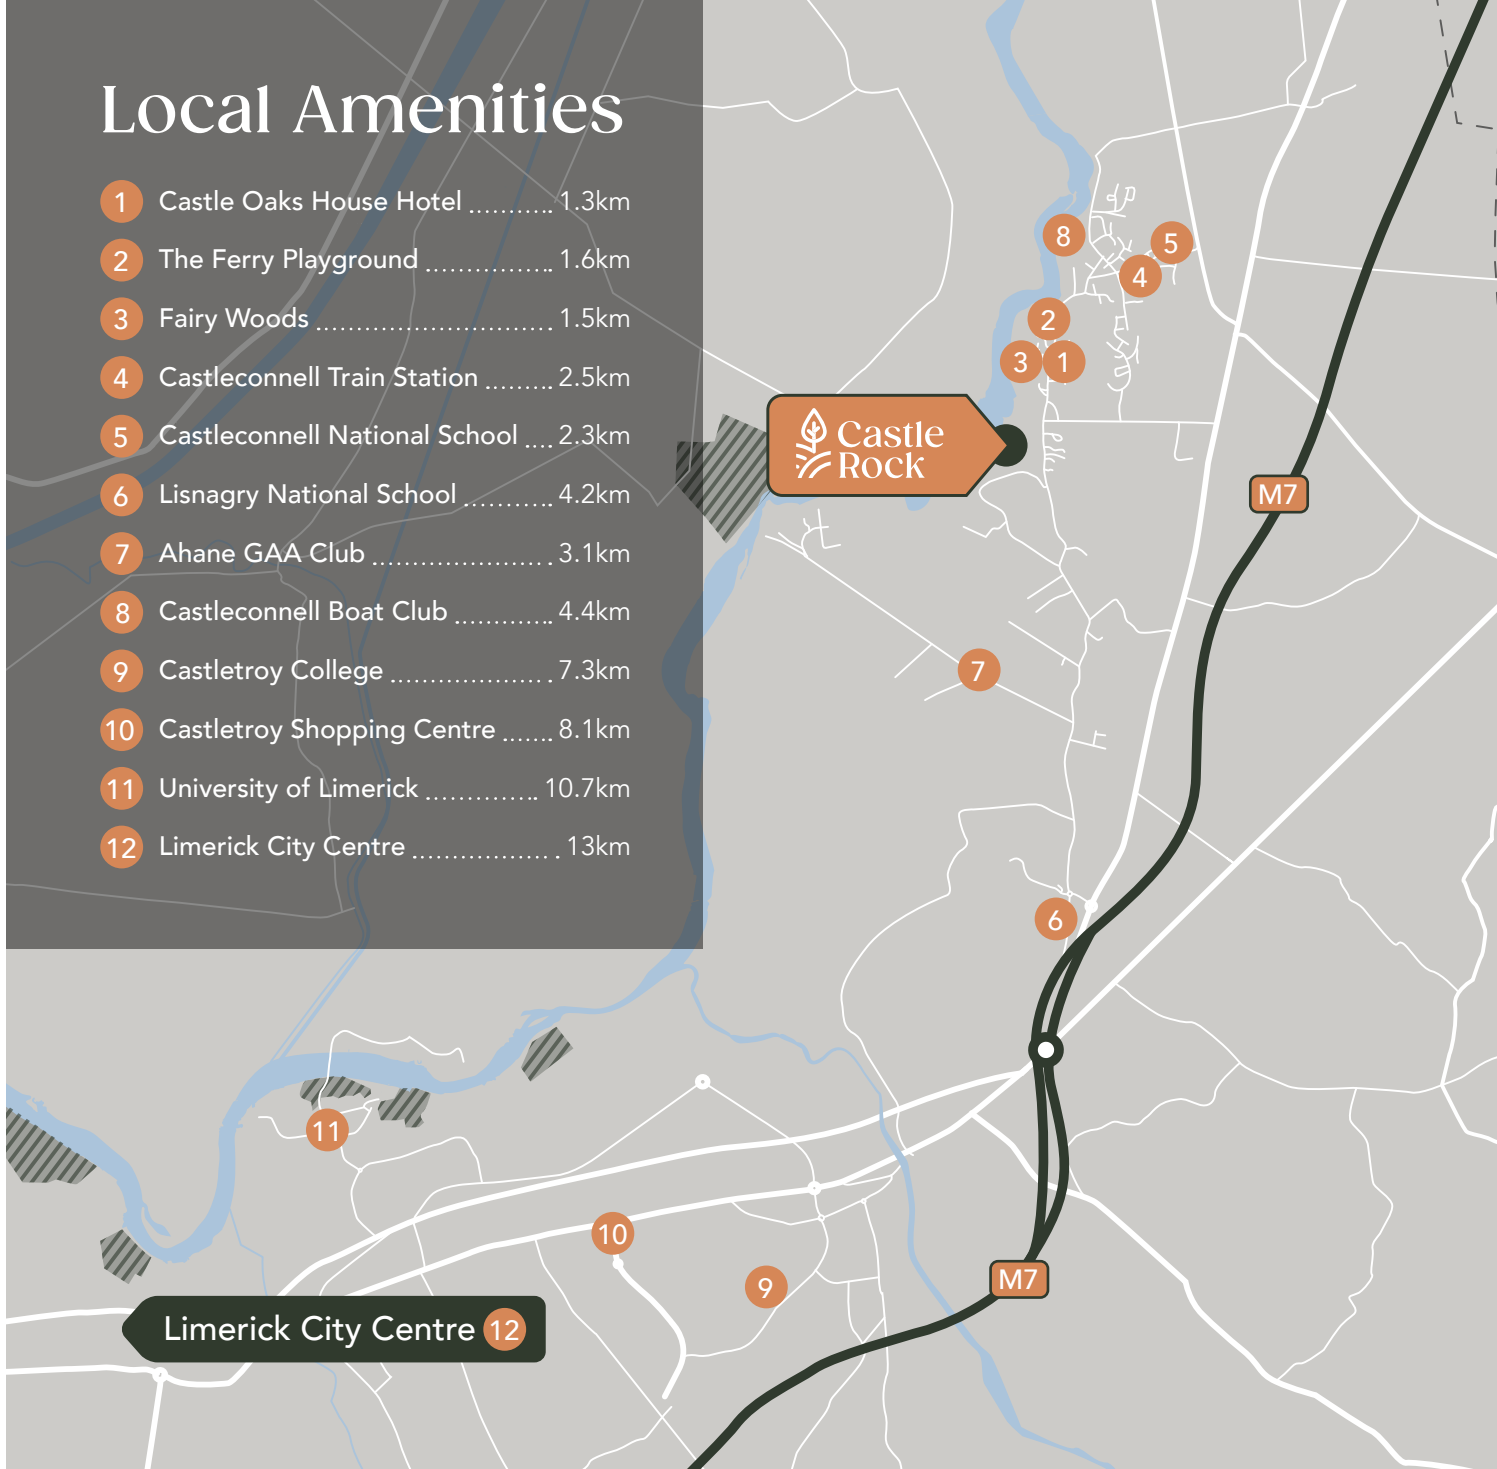 Local Amenities
1 Castle Oaks House Hotel .......... 1.3km
2 The Ferry Playground ............... 1.6km
3 Fairy Woods ............................ 1.5km
4 Castleconnell Train Station ........ 2.5km
5 Castleconnell National School .... 2.3km
6 Lisnagry National School ........... 4.2km
7 Ahane GAA Club ..................... 3.1km
8 Castleconnell Boat Club ............ 4.4km
9 Castletroy College ................... 7.3km
10 Castletroy Shopping Centre ...... 8.1km
11 University of Limerick ............. 10.7km
12 Limerick City Centre ................. 13km
8
5
4
2
3
1
Castle
Rock
M7
7
6
11
10
9
M7
Limerick City Centre 12